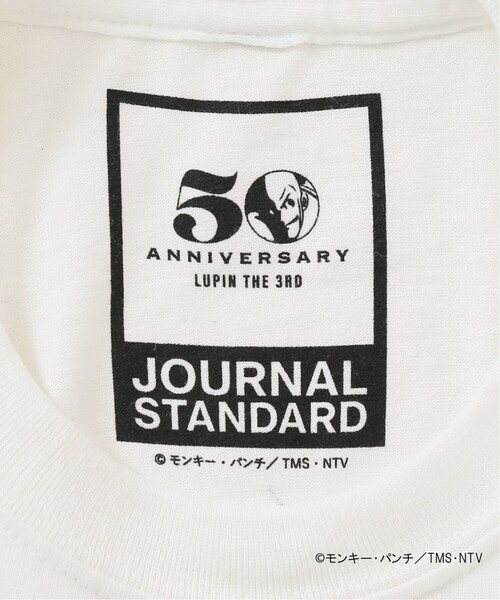 50
ANNIVERSARY
LUPIN THE 3RD
JOURNAL
STANDARD
© モンキー・パンチ／TMS・NTV
©モンキー・パンチ／TMS・NTV